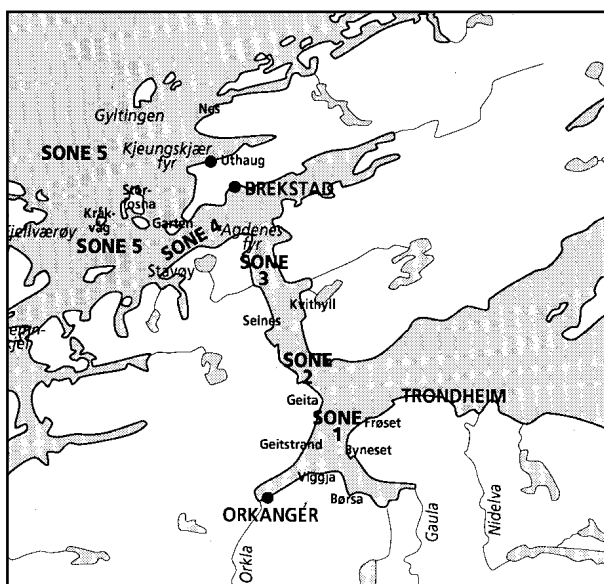 Nes
Gyltingen
SONE 5
Kjeungskjær
fyr
Uthaug
BREKSTAD
Stor-
fosna
Kråk-
våg
Garten
SONE 4
Agdenes
fyr
SONE 5
Stavøy
SONE
3
Kvithyll
Selnes
SONE
2
Geita
TRONDHEIM
SONE
1
Frøset
Geitstrand
Byneset
Viggja
Børsa
ORKANGER
Orkla
Gaula
Nidelva